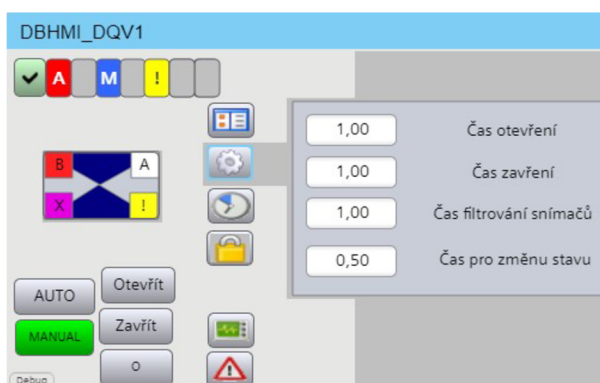 DBHMI_DQV1
A M !
1,00 Čas otevření
B A
1,00 Čas zavření
X !
1,00 Čas filtrování snímačů
0,50 Čas pro změnu stavu
AUTO Otevřít
MANUAL Zavřít
O
Debug